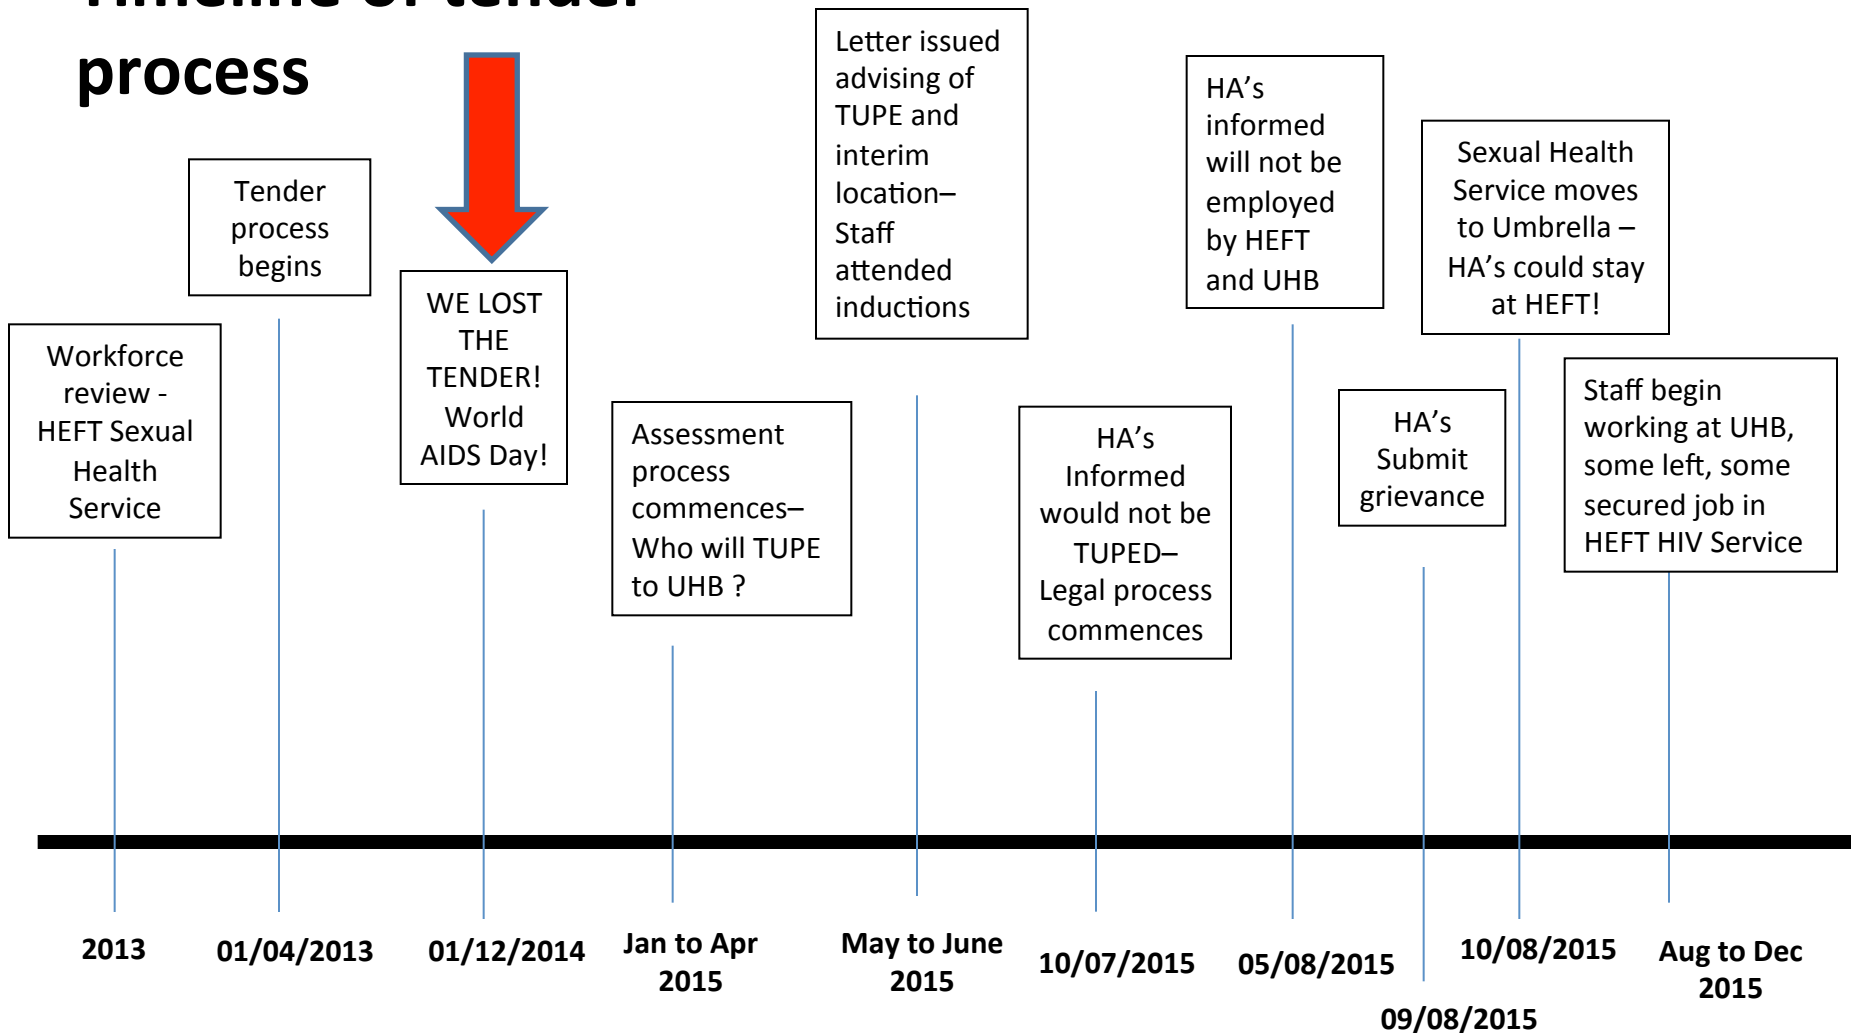 Timeline of tender
process
Workforce
review -
HEFT Sexual
Health
Service
Tender
process
begins
WE LOST
THE
TENDER!
World
AIDS Day!
Assessment
process
commences–
Who will TUPE
to UHB ?
Letter issued
advising of
TUPE and
interim
location–
Staff
attended
inductions
HA’s
Informed
would not be
TUPED–
Legal process
commences
HA’s
informed
will not be
employed
by HEFT
and UHB
HA’s
Submit
grievance
Sexual Health
Service moves
to Umbrella –
HA’s could stay
at HEFT!
Staff begin
working at UHB,
some left, some
secured job in
HEFT HIV Service
2013
01/04/2013
01/12/2014
Jan to Apr
2015
May to June
2015
10/07/2015
05/08/2015
09/08/2015
10/08/2015
Aug to Dec
2015